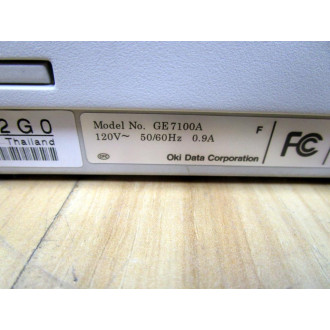 2G0
Thailand
Model No. GE7100A
120V~ 50/60Hz 0.9A
F
Oki Data Corporation
FC